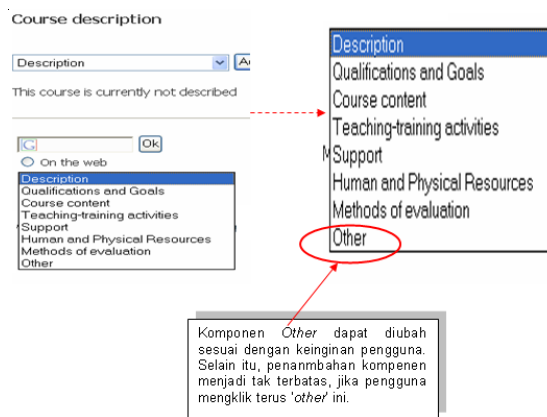 Course description
Description
This course is currently not described
Ok
On the web
Description
Qualifications and Goals
Course content
Teaching-training activities
Support
Human and Physical Resources
Methods of evaluation
Other
Description
Qualifications and Goals
Course content
Teaching-training activities
Support
Human and Physical Resources
Methods of evaluation
Other
Komponen Other dapat diubah
sesuai dengan keinginan pengguna.
Selain itu, penanmbahan kompenen
menjadi tak terbatas, jika pengguna
mengklik terus 'other' ini.